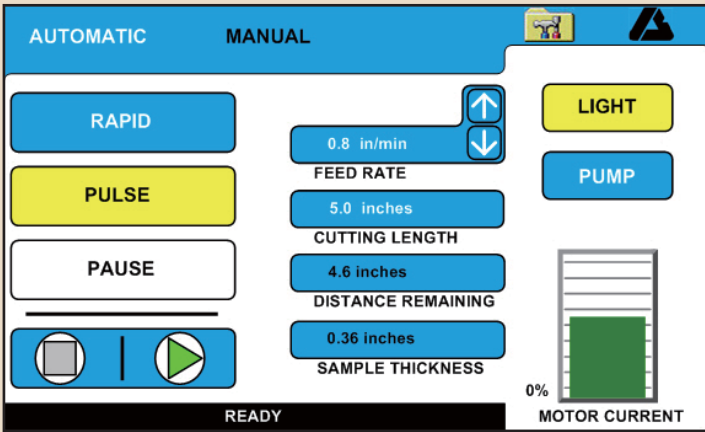 AUTOMATIC
MANUAL
RAPID
PULSE
PAUSE
0.8 in/min
FEED RATE
5.0 inches
CUTTING LENGTH
4.6 inches
DISTANCE REMAINING
0.36 inches
SAMPLE THICKNESS
READY
LIGHT
PUMP
0%
MOTOR CURRENT